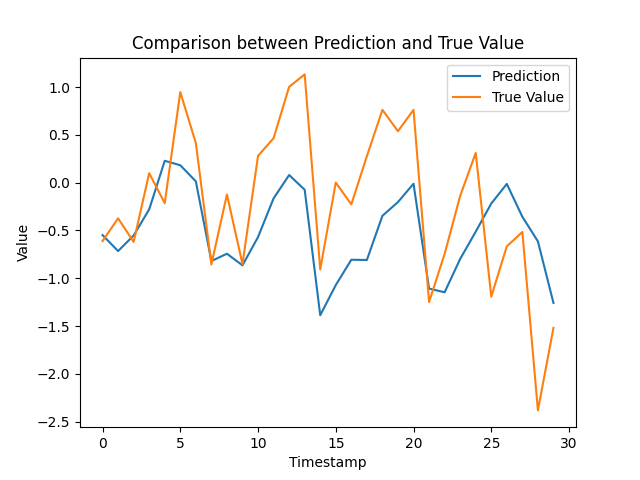 Comparison between Prediction and True Value
Prediction
True Value
1.0
0.5
0.0
−0.5
−1.0
−1.5
−2.0
−2.5
Value
0 5 10 15 20 25 30
Timestamp